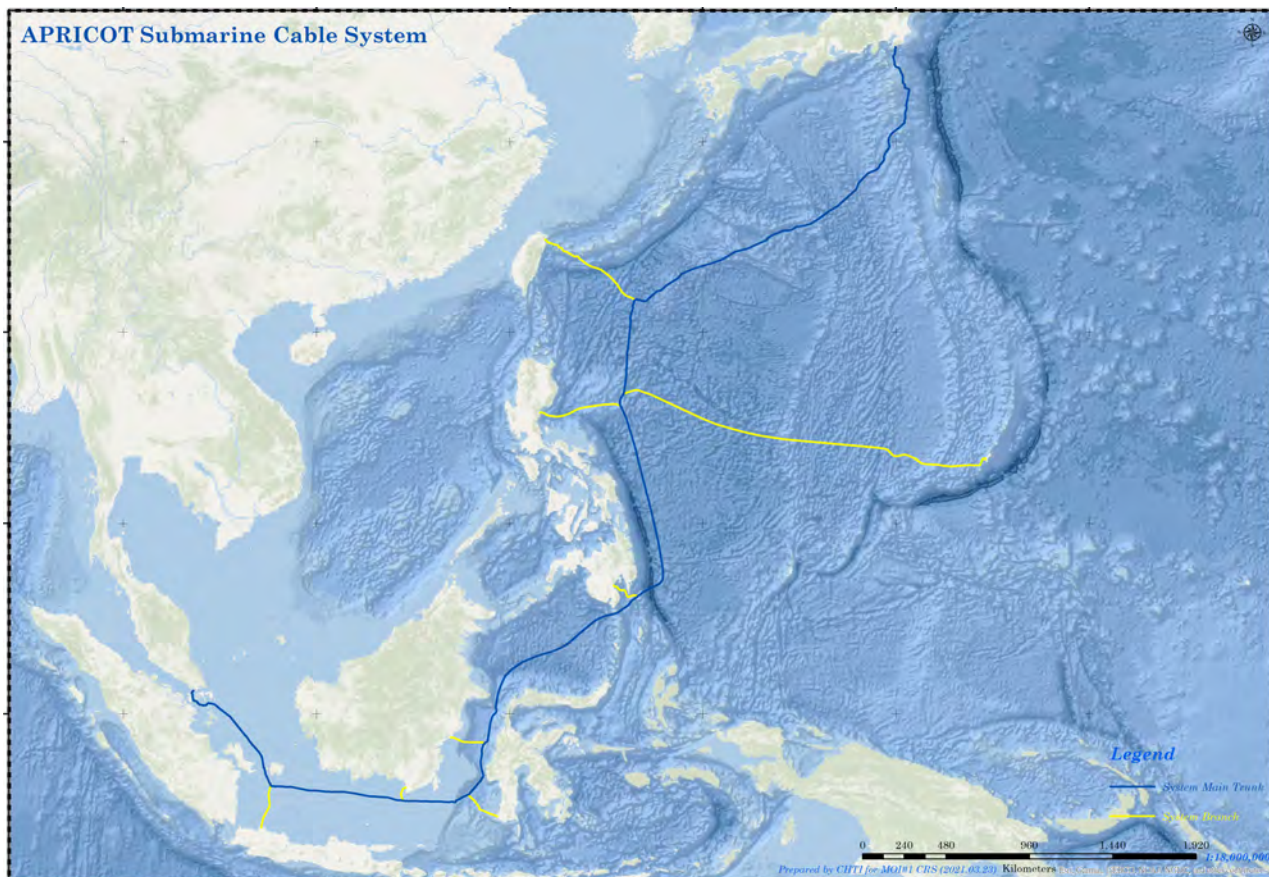 APRICOT Submarine Cable System
Legend
System Main Trunk
System Branch
0 240 480 900 1,440 1,920
1:18,000,000
Prepared by CHTI for MOI#1 CRS (2021.03.23) Kilometers